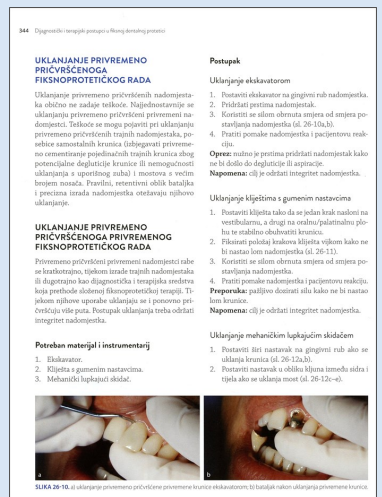 344 Dijagnostički i terapijski postupci u fiksnoj dentalnoj protetici
UKLANJANJE PRIVREMENO
PRIČVRŠĆENOGA
FIKSNOPROTETIČKOG RADA
Uklanjanje privremeno pričvršćenih nadomjesta-
ka obično ne zadaje teškoće. Najjednostavnije se
uklanjanju privremeno pričvršćeni privremeni na-
domjesci. Teškoće se mogu pojaviti pri uklanjanju
privremeno pričvršćenih trajnih nadomjestaka, po-
sebice samostalnih krunica (izbjegavati privreme-
no cementiranje pojedinačnih trajnih krunica zbog
potencijalne degluticije krunice ili nemogućnosti
uklanjanja s uporišnog zuba) i mostova s većim
brojem nosača. Pravilni, retentivni oblik bataljka
i precizna izrada nadomjestka otežavaju njihovo
uklanjanje.
UKLANJANJE PRIVREMENO
PRIČVRŠĆENOGA PRIVREMENOG
FIKSNOPROTETIČKOG RADA
Privremeno pričvršćeni privremeni nadomjesci rabe
se kratkotrajno, tijekom izrade trajnih nadomjestaka
ili dugotrajno kao dijagnostička i terapijska sredstva
koja prethode složenoj fiksnoprotetičkoj terapiji. Ti-
jekom njihove uporabe uklanjaju se i ponovno pri-
čvršćuju više puta. Postupak uklanjanja treba održati
integritet nadomjestka.
Potreban materijal i instrumentarij
1. Ekskavator.
2. Kliješta s gumenim nastavcima.
3. Mehanički lupkajući skidač.
Postupak
Uklanjanje ekskavatorom
1. Postaviti ekskavator na gingivni rub nadomjestka.
2. Pridržati prstima nadomjestak.
3. Koristiti se silom obrnuta smjera od smjera po-
stavljanja nadomjestka (sl. 26-10a,b).
4. Pratiti pomake nadomjestka i pacijentovu reak-
ciju.
Oprez: nužno je prstima pridržati nadomjestak kako
ne bi došlo do degluticije ili aspiracije.
Napomena: cilj je održati integritet nadomjestka.
Uklanjanje kliještima s gumenim nastavcima
1. Postaviti kliješta tako da se jedan krak nasloni na
vestibularnu, a drugi na oralnu/palatinalnu plo-
hu te stabilno obuhvatiti krunicu.
2. Fiksirati položaj krakova kliješta vijkom kako ne
bi nastao lom nadomjestka (sl. 26-11).
3. Koristiti se silom obrnuta smjera od smjera po-
stavljanja nadomjestka.
4. Pratiti pomake nadomjestka i pacijentovu reakciju.
Preporuka: pažljivo dozirati silu kako ne bi nastao
lom krunice.
Napomena: cilj je održati integritet nadomjestka.
Uklanjanje mehaničkim lupkajućim skidačem
1. Postaviti širi nastavak na gingivni rub ako se
uklanja krunica (sl. 26-12a,b).
2. Postaviti nastavak u obliku kljuna između sidra i
tijela ako se uklanja most (sl. 26-12c–e).
a
b
SLIKA 26-10. a) uklanjanje privremeno pričvršćene privremene krunice ekskavatorom; b) bataljak nakon uklanjanja privremene krunice.